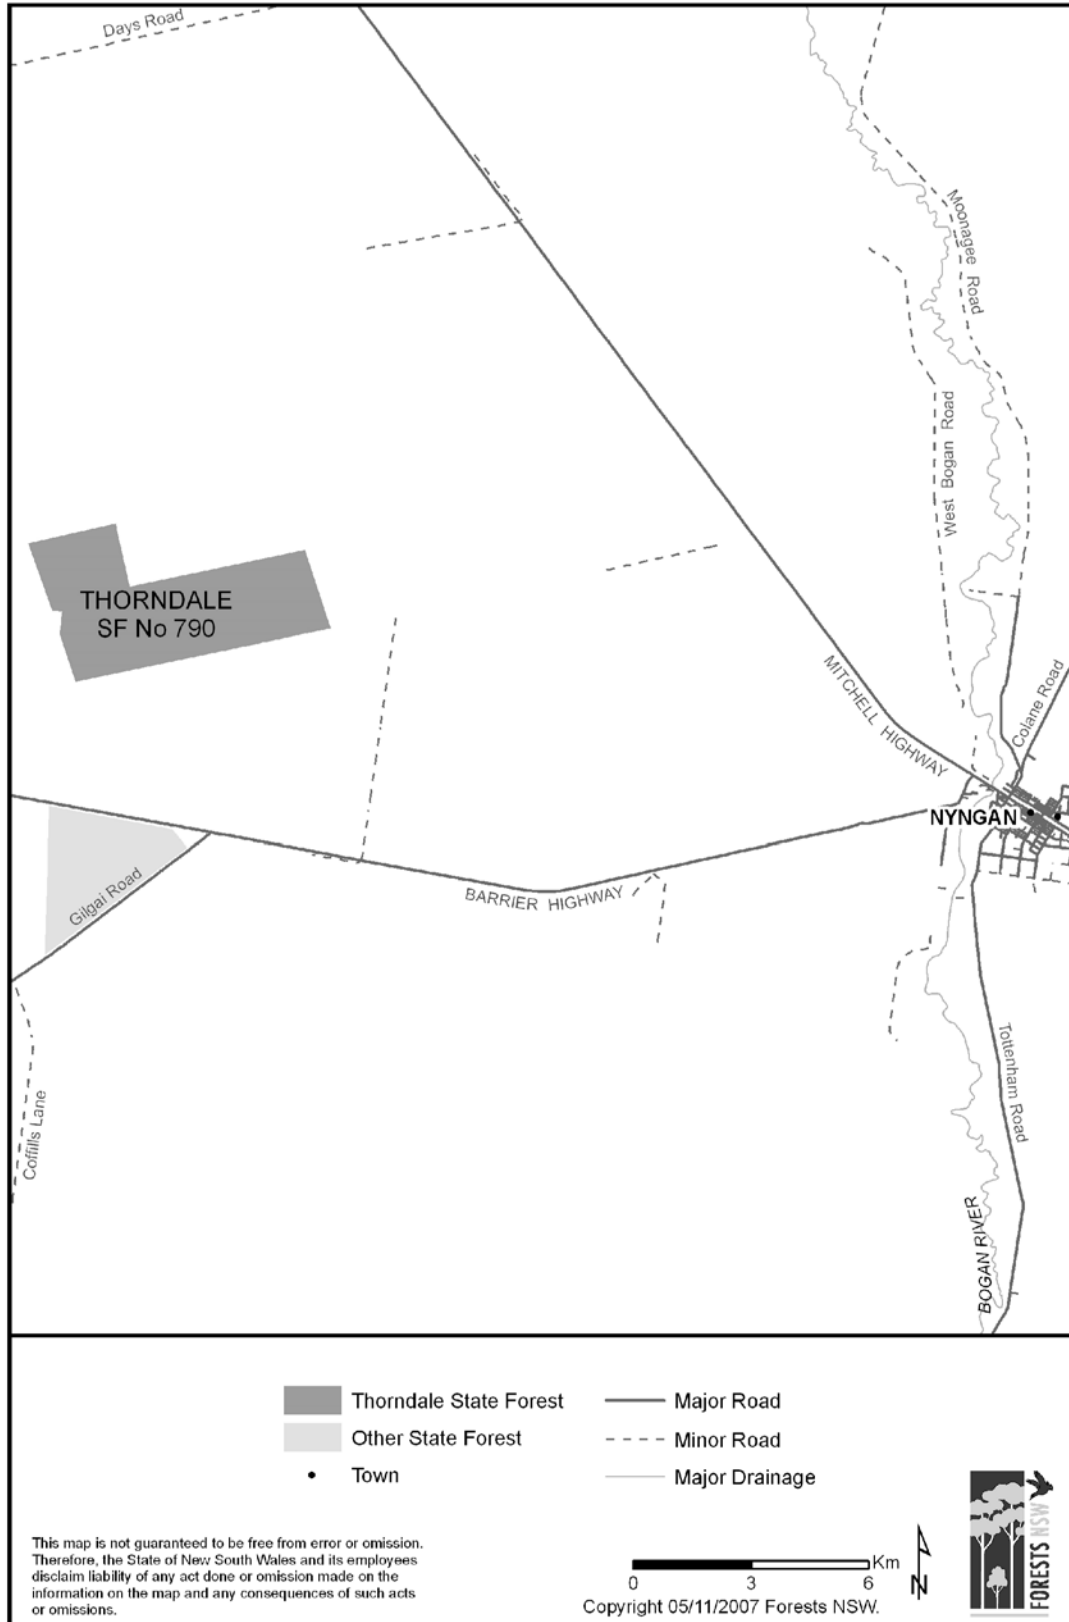 Days Road
Moonagee Road
West Bogan Road
THORNDALE
SF No 790
MITCHELL HIGHWAY
Colane Road
NYNGAN
BARRIER HIGHWAY
Gilgai Road
Tottenham Road
Coffills Lane
BOGAN RIVER
Thorndale State Forest
Major Road
Other State Forest
Minor Road
Town
Major Drainage
This map is not guaranteed to be free from error or omission.
Therefore, the State of New South Wales and its employees
disclaim liability of any act done or omission made on the
information on the map and any consequences of such acts
or omissions.
Km
0 3 6
Copyright 05/11/2007 Forests NSW.
N
FORESTS NSW